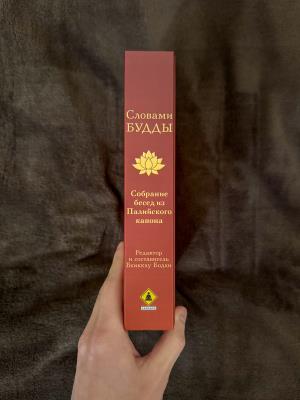 Словами
БУДДЫ
Собрание
бесед из
Палийского
канона
Редактор
и составитель
Бхиккху Бодхи